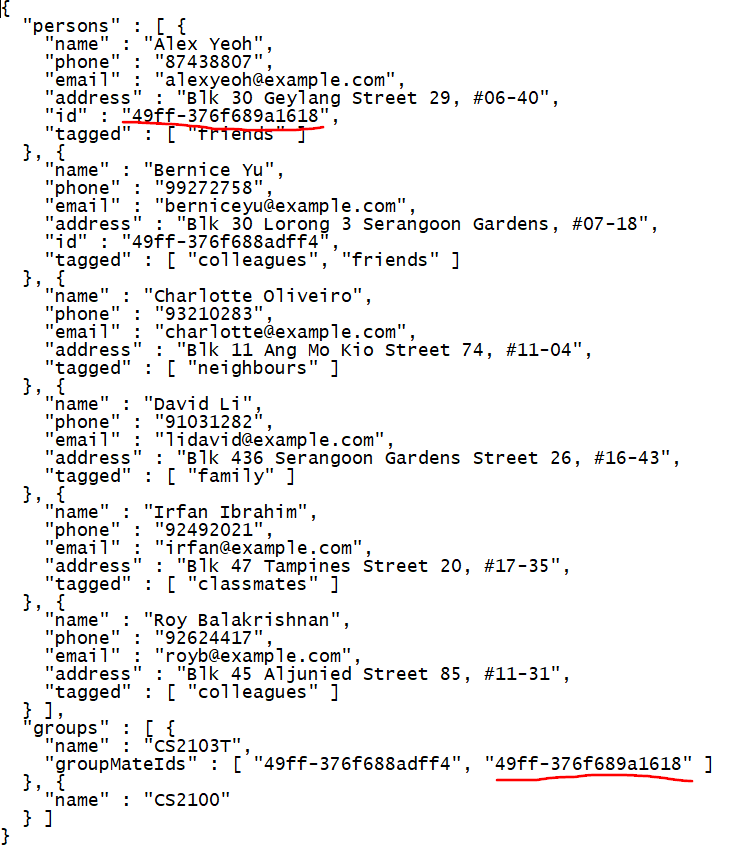 {
  "persons" : [ {
    "name" : "Alex Yeoh",
    "phone" : "87438807",
    "email" : "alexyeoh@example.com",
    "address" : "Blk 30 Geylang Street 29, #06-40",
    "id" : "49ff-376f689a1618",
    "tagged" : [ "friends" ]
  }, {
    "name" : "Bernice Yu",
    "phone" : "99272758",
    "email" : "berniceyu@example.com",
    "address" : "Blk 30 Lorong 3 Serangoon Gardens, #07-18",
    "id" : "49ff-376f688adff4",
    "tagged" : [ "colleagues", "friends" ]
  }, {
    "name" : "Charlotte Oliveiro",
    "phone" : "93210283",
    "email" : "charlotte@example.com",
    "address" : "Blk 11 Ang Mo Kio Street 74, #11-04",
    "tagged" : [ "neighbours" ]
  }, {
    "name" : "David Li",
    "phone" : "91031282",
    "email" : "lidavid@example.com",
    "address" : "Blk 436 Serangoon Gardens Street 26, #16-43",
    "tagged" : [ "family" ]
  }, {
    "name" : "Irfan Ibrahim",
    "phone" : "92492021",
    "email" : "irfan@example.com",
    "address" : "Blk 47 Tampines Street 20, #17-35",
    "tagged" : [ "classmates" ]
  }, {
    "name" : "Roy Balakrishnan",
    "phone" : "92624417",
    "email" : "royb@example.com",
    "address" : "Blk 45 Aljunied Street 85, #11-31",
    "tagged" : [ "colleagues" ]
  } ],
  "groups" : [ {
    "name" : "CS2103T",
    "groupMateIds" : [ "49ff-376f688adff4", "49ff-376f689a1618" ]
  }, {
    "name" : "CS2100"
  } ]
}